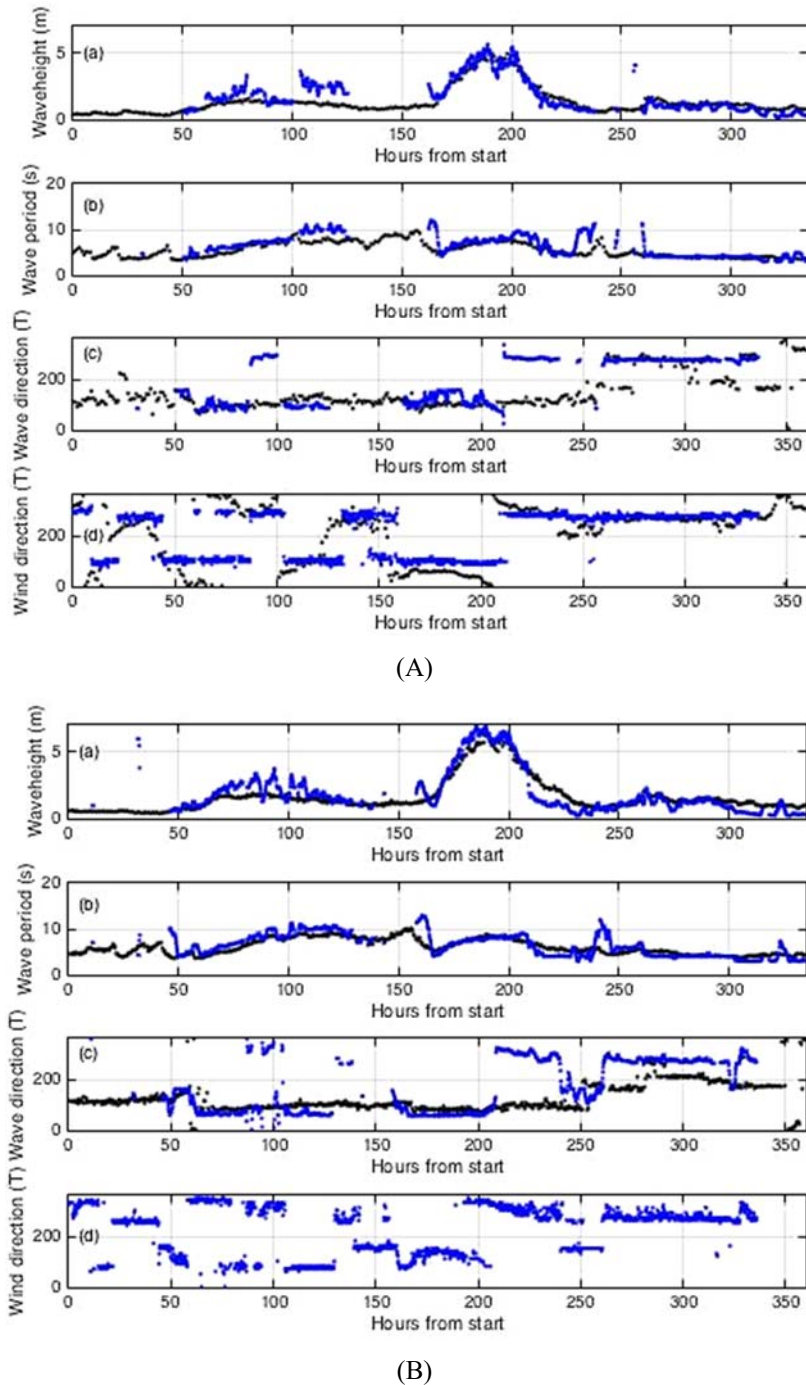 Waveheight (m)
5
0
(a)
0 50 100 150 200 250 300
Hours from start
Wave period (s)
20
10
0
(b)
0 50 100 150 200 250 300
Hours from start
Wave direction (T)
200
0
(c)
0 50 100 150 200 250 300 350
Hours from start
Wind direction (T)
200
0
(d)
0 50 100 150 200 250 300 350
Hours from start
(A)
Waveheight (m)
5
0
(a)
0 50 100 150 200 250 300
Hours from start
Wave period (s)
20
10
0
(b)
0 50 100 150 200 250 300
Hours from start
Wave direction (T)
200
0
(c)
0 50 100 150 200 250 300 350
Hours from start
Wind direction (T)
200
0
(d)
0 50 100 150 200 250 300 350
Hours from start
(B)